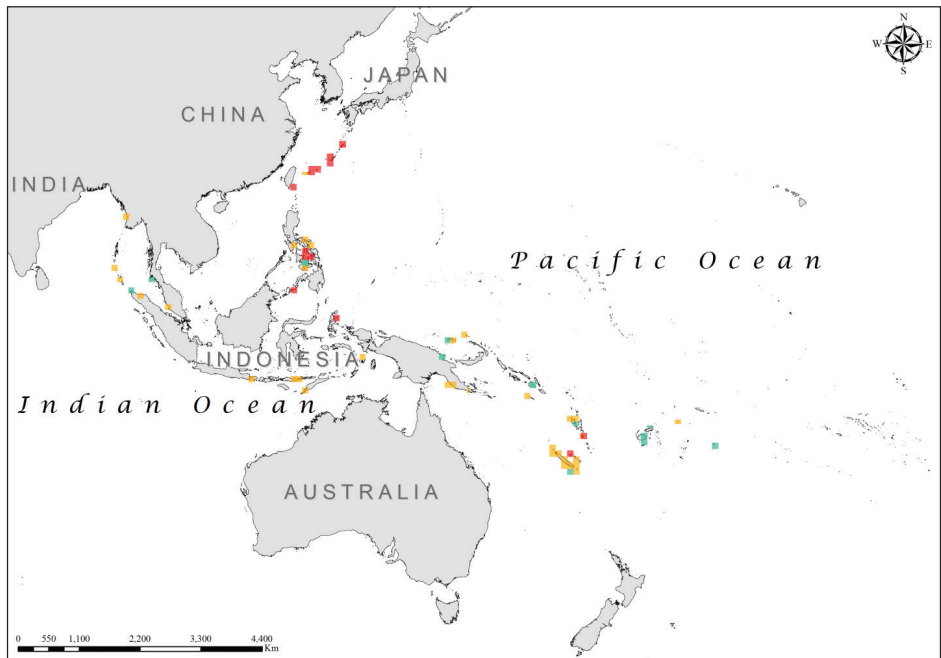 N
W E
S
JAPAN
CHINA
INDIA
Pacific Ocean
INDONESIA
Indian Ocean
AUSTRALIA
0 550 1,100 2,200 3,300 4,400
Km